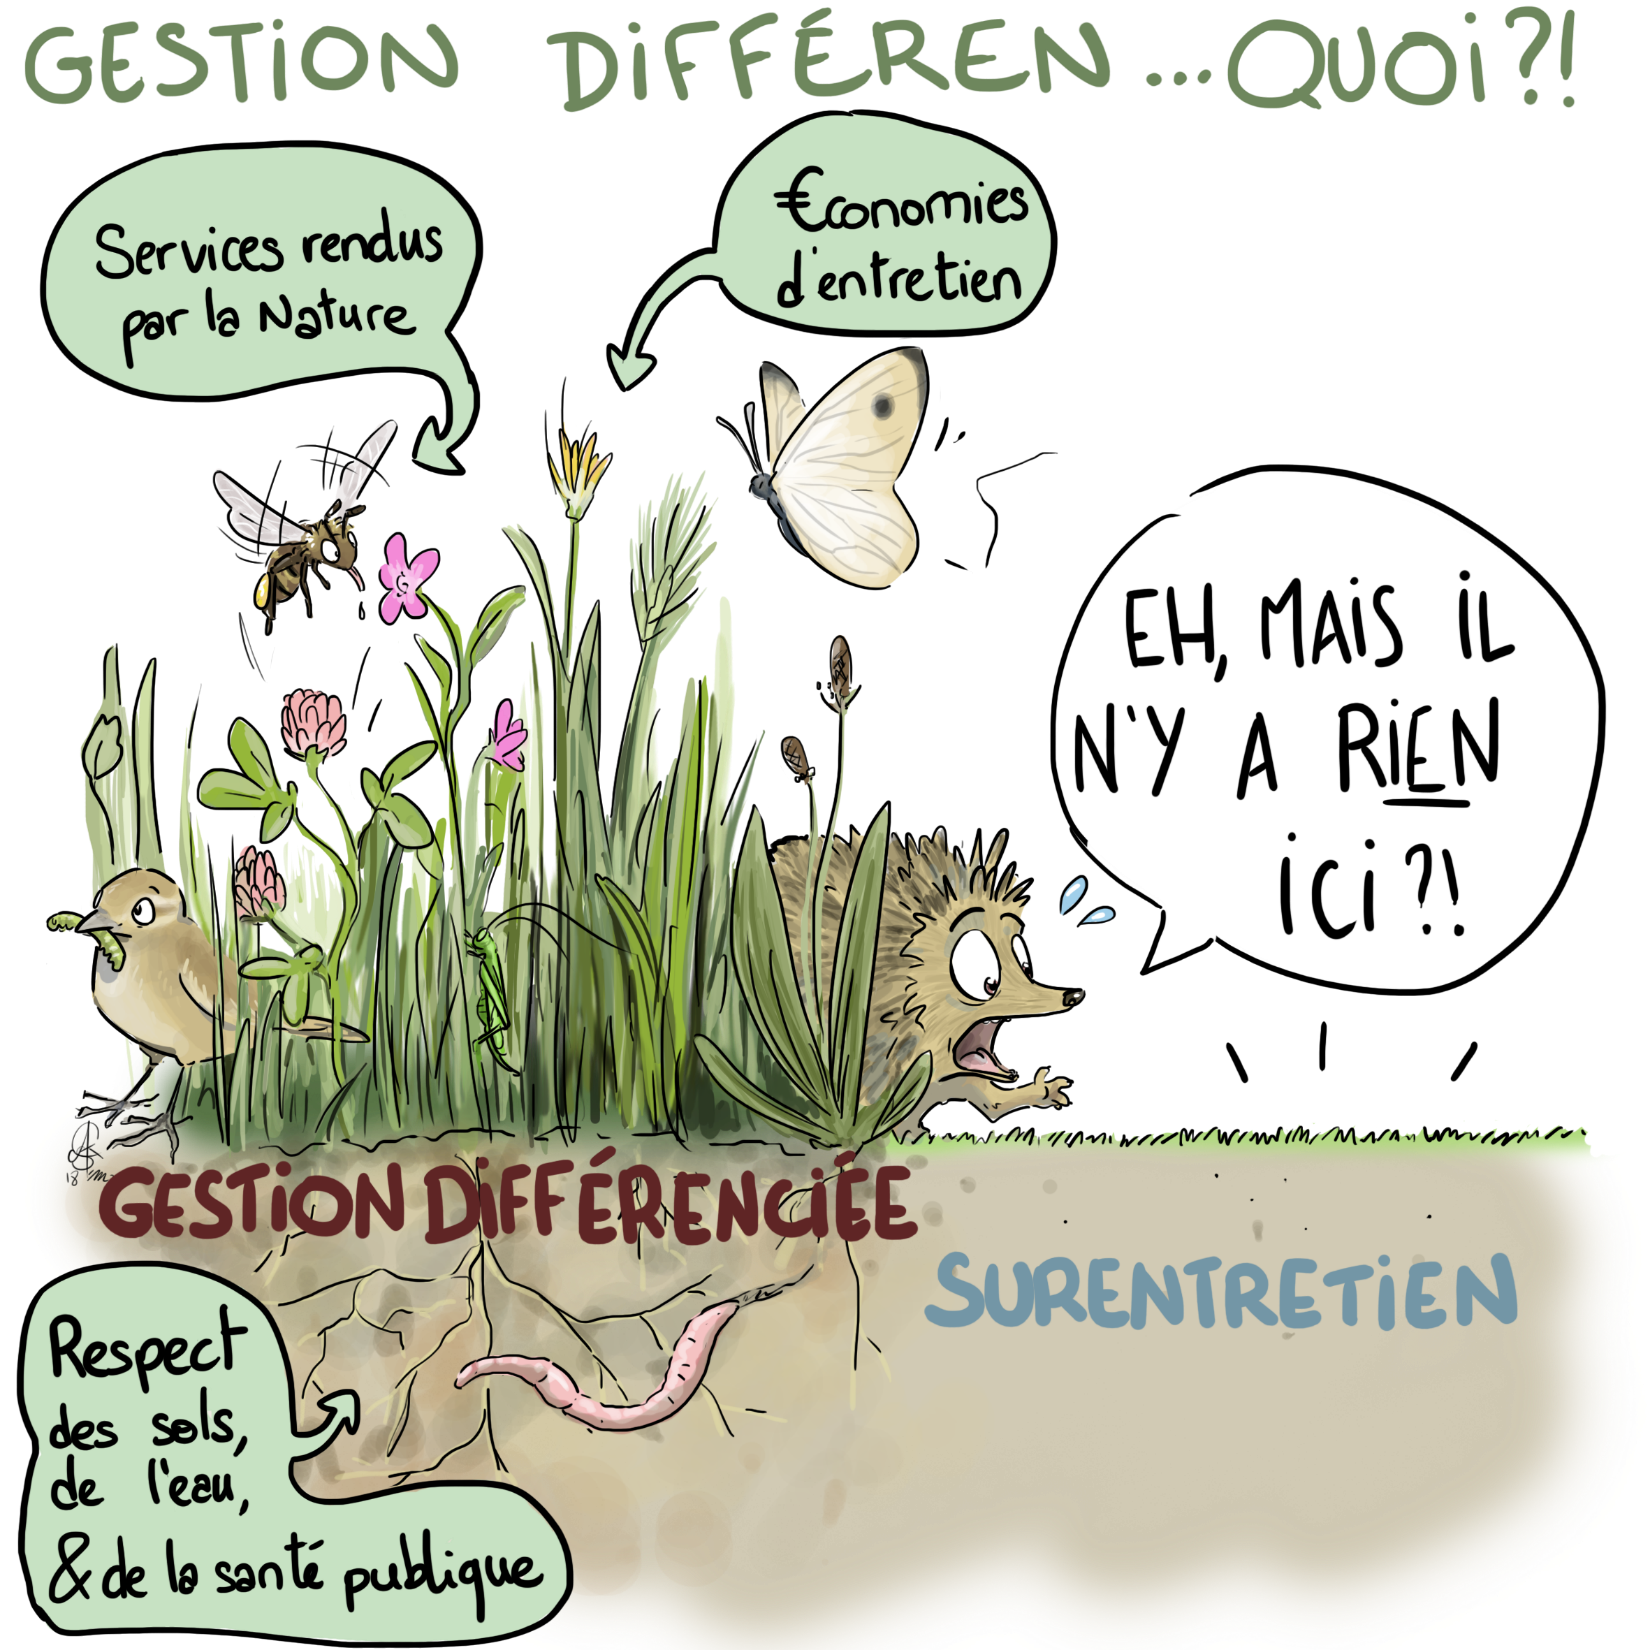 GESTiON DiFFÉREN...QUOi?!
Services rendus
par la Nature
€conomies
d'entretien
EH, MAiS iL
N'Y A RiEN
iCi?!
GESTiON DiFFÉRENCiÉE
SURENTRETiEN
Respect
des sols,
de l'eau,
& de la santé publique
18